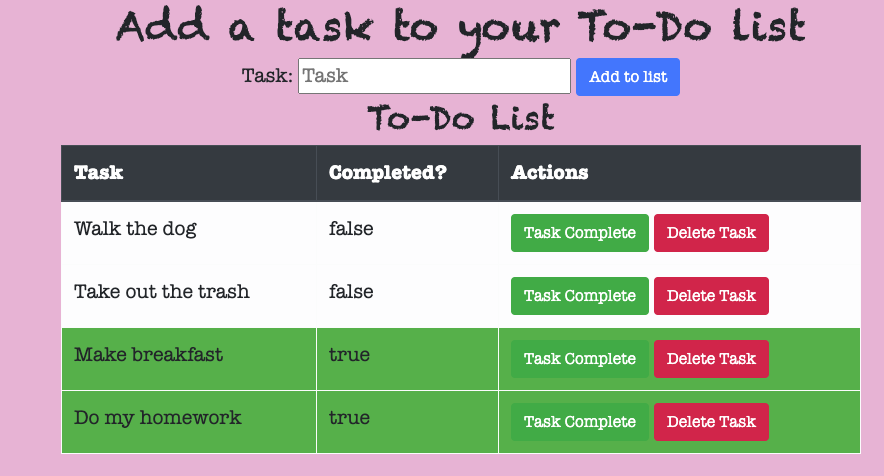 Add a task to your To-Do list
Task: Task Add to list
To-Do List
Task Completed? Actions
Walk the dog false Task Complete Delete Task
Take out the trash false Task Complete Delete Task
Make breakfast true Task Complete Delete Task
Do my homework true Task Complete Delete Task